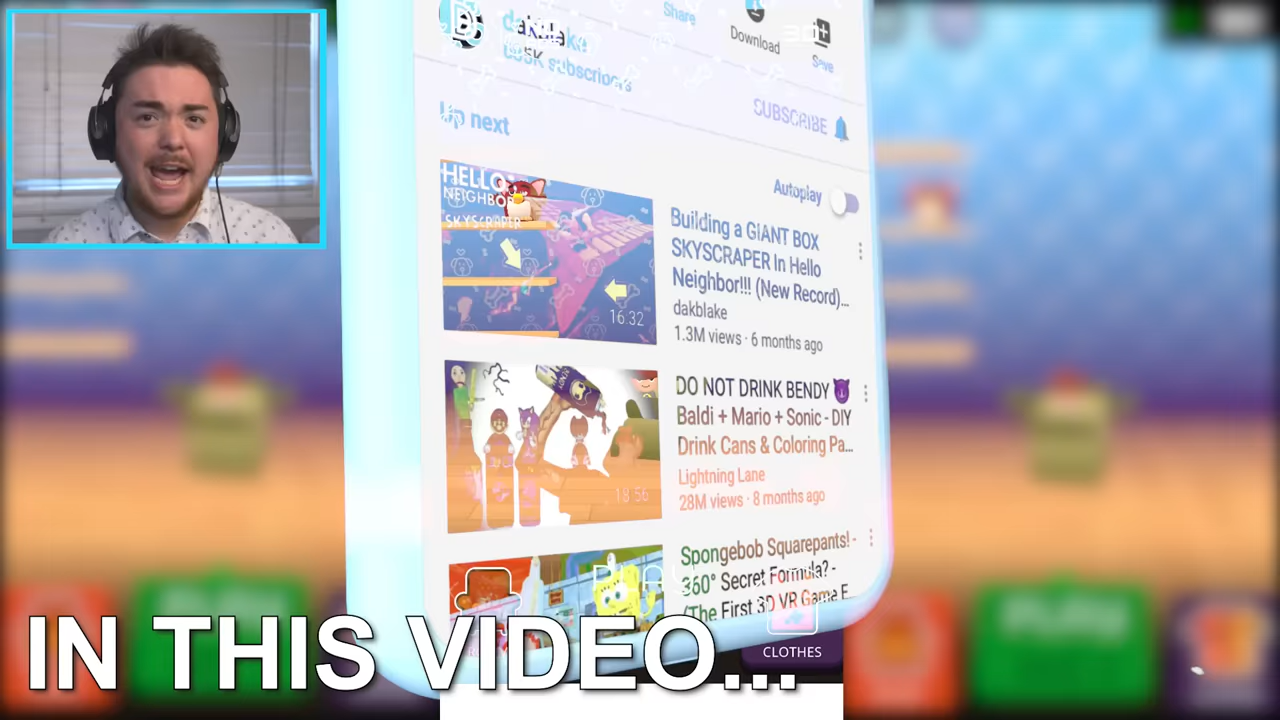 Share
Download
Save
dakblake
SUBSCRIBE
Up next
Autoplay
HELLO
NEIGHBOR
SKYSCRAPER
16:32
Building a GIANT BOX
SKYSCRAPER In Hello
Neighbor!!! (New Record)...
dakblake
1.3M views · 6 months ago
18:56
DO NOT DRINK BENDY 😈
Baldi + Mario + Sonic - DIY
Drink Cans & Coloring Pa...
Lightning Lane
28M views · 8 months ago
Spongebob Squarepants! -
360° Secret Formula? -
(The First 3D VR Game E
PLAY
CLOTHES
IN THIS VIDEO...